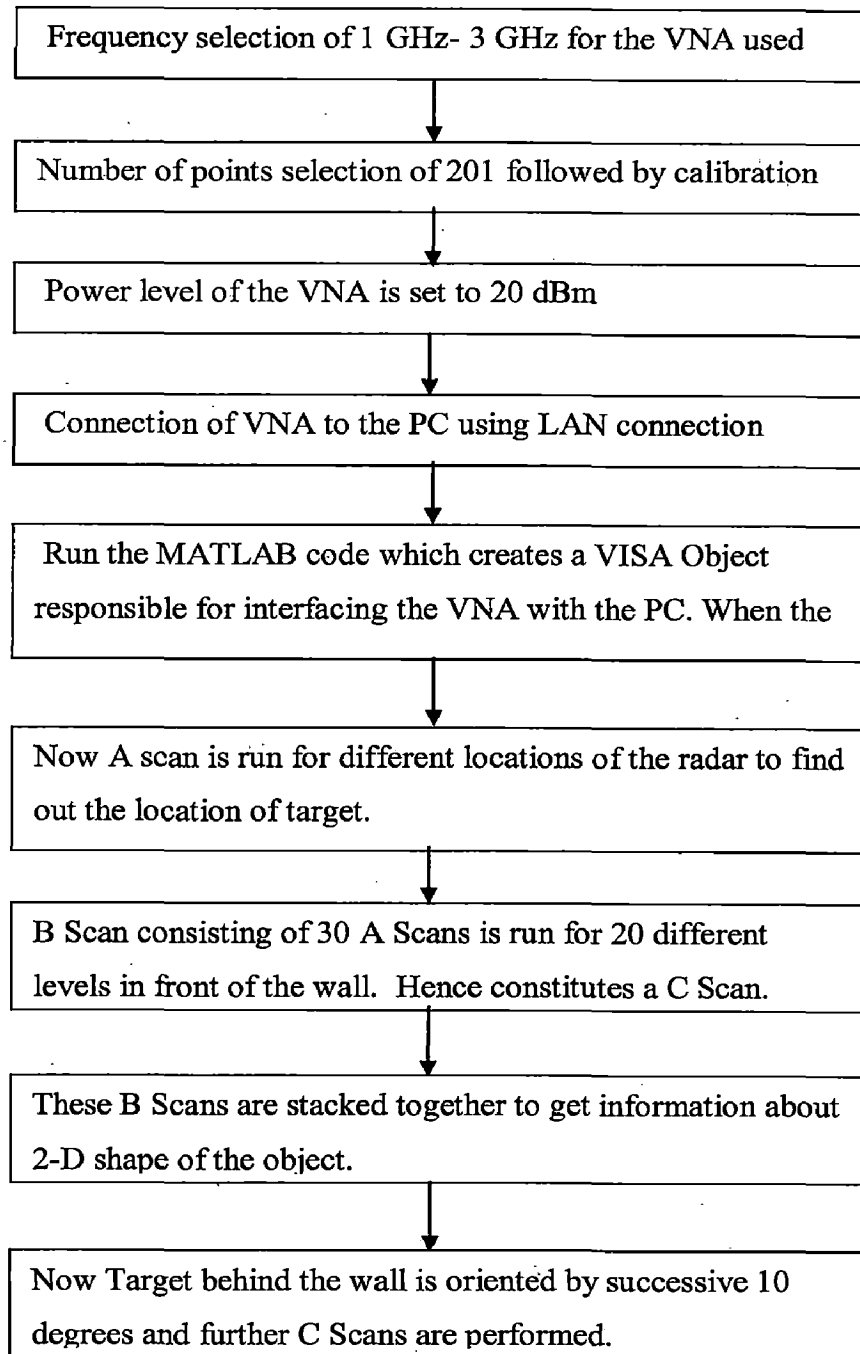 Frequency selection of 1 GHz- 3 GHz for the VNA used
Number of points selection of 201 followed by calibration
Power level of the VNA is set to 20 dBm
Connection of VNA to the PC using LAN connection
Run the MATLAB code which creates a VISA Object
responsible for interfacing the VNA with the PC. When the
Now A scan is run for different locations of the radar to find
out the location of target.
B Scan consisting of 30 A Scans is run for 20 different
levels in front of the wall.  Hence constitutes a C Scan.
These B Scans are stacked together to get information about
2-D shape of the object.
Now Target behind the wall is oriented by successive 10
degrees and further C Scans are performed.